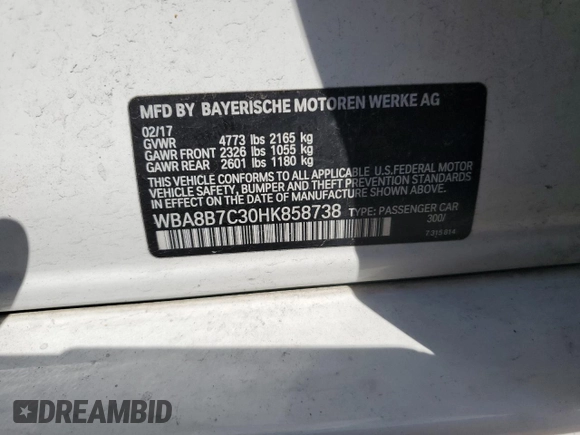 MFD BY BAYERISCHE MOTOREN WERKE AG
02/17
GVWR 4773 lbs 2165 kg
GAWR FRONT 2326 lbs 1055 kg
GAWR REAR 2601 lbs 1180 kg
THIS VEHICLE CONFORMS TO ALL APPLICABLE U.S.FEDERAL MOTOR
VEHICLE SAFETY, BUMPER AND THEFT PREVENTION STANDARDS
IN EFFECT ON THE DATE OF MANUFACTURE SHOWN ABOVE.
WBA8B7C30HK858738 TYPE: PASSENGER CAR
300/
DREAMBID